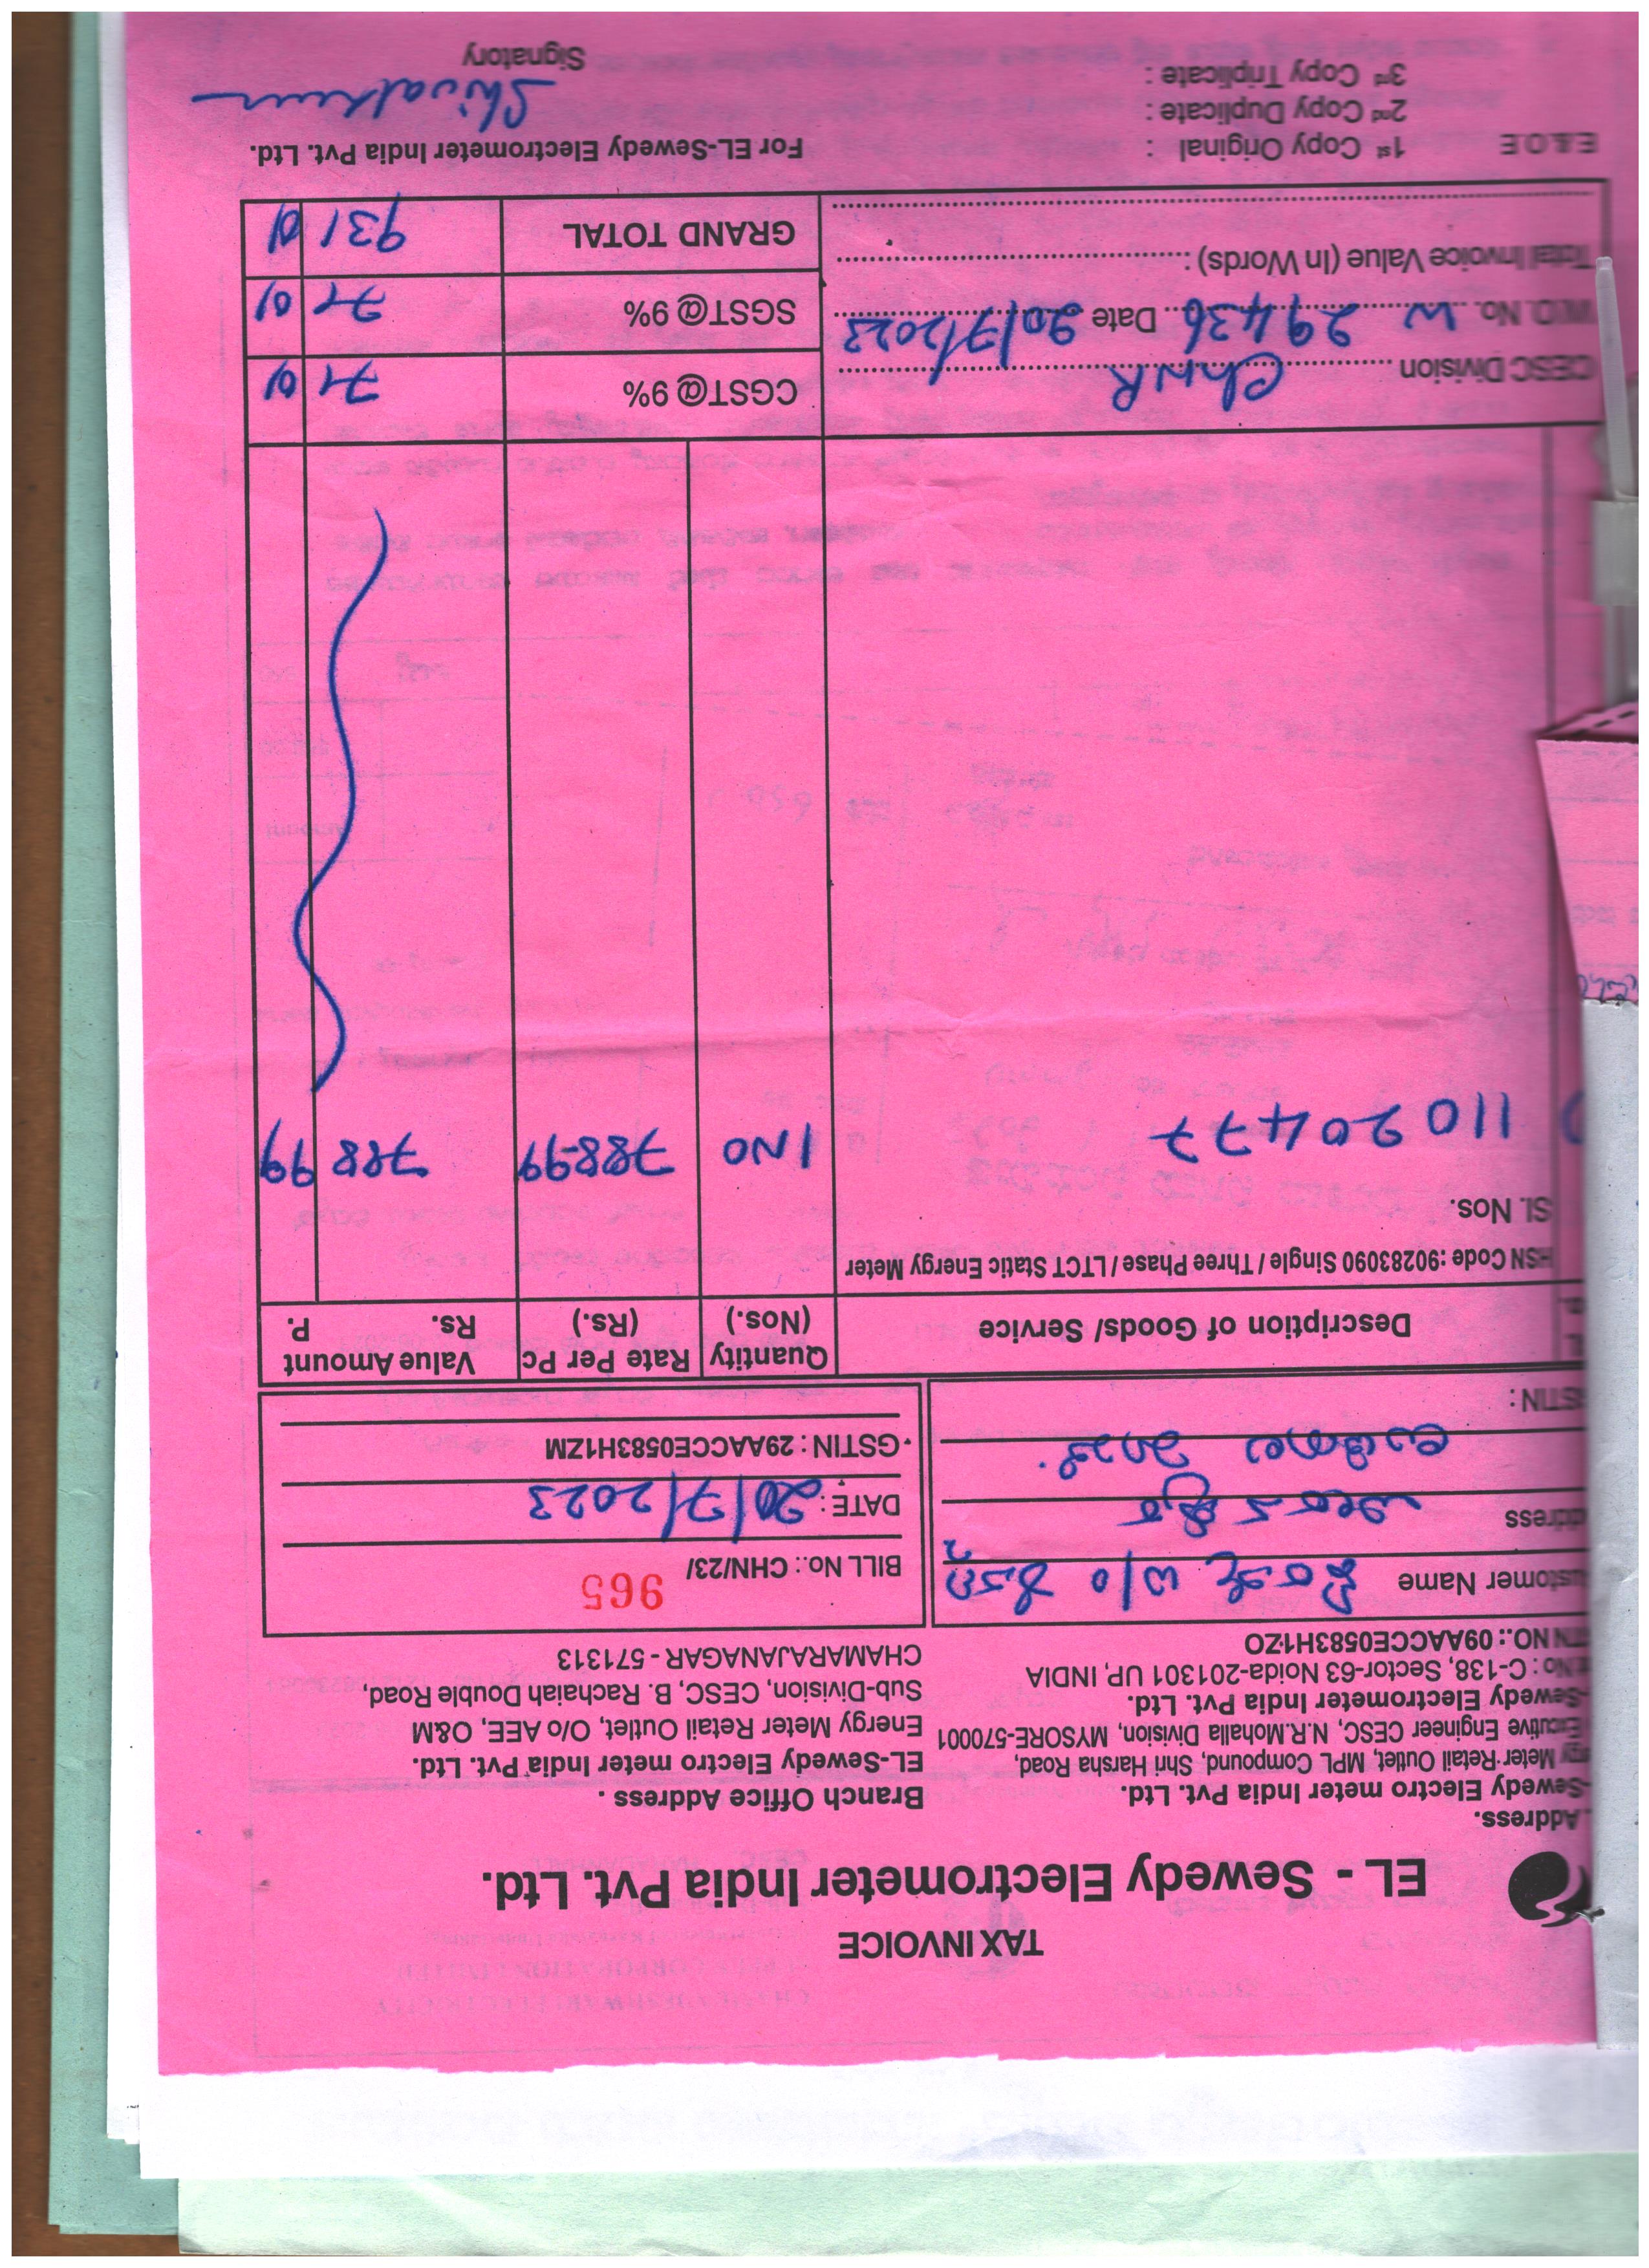 TAX INVOICE
EL - Sewedy Electrometer India Pvt. Ltd.
Address.
Sewedy Electro meter India Pvt. Ltd.
Meter Retail Outlet, MPL Compound, Shri Harsha Road,
Engineer CESC, N.R.Mohalla Division, MYSORE-570001
Sewedy Electrometer India Pvt. Ltd.
No : C-138, Sector-63 Noida-201301 UP, INDIA
NO.: 09AACCE0583H1ZO
Branch Office Address .
EL-Sewedy Electro meter India Pvt. Ltd.
Energy Meter Retail Outlet, O/o AEE, O&M
Sub-Division, CESC, B. Rachaiah Double Road,
CHAMARAJANAGAR - 571313
ustomer Name w/o
ddress
STIN :
BILL No.: CHN/23/ 965
DATE : 20/7/2023
GSTIN : 29AACCE0583H1ZM
Description of Goods/ Service Quantity (Nos.) Rate Per Pc (Rs.) Value Amount Rs. P.
HSN Code :90283090 Single / Three Phase / LTCT Static Energy Meter
Sl. Nos.
11020477 1 NO 788-99 788 99
CESC Division ChNR CGST@ 9% 71 01
W.O. No. W 29436 Date 20/7/2023 SGST@ 9% 71 01
Total Invoice Value (In Words) : GRAND TOTAL 931 01
E & O E 1st Copy Original : For EL-Sewedy Electrometer India Pvt. Ltd.
2nd Copy Duplicate :
3rd Copy Triplicate : Signatory